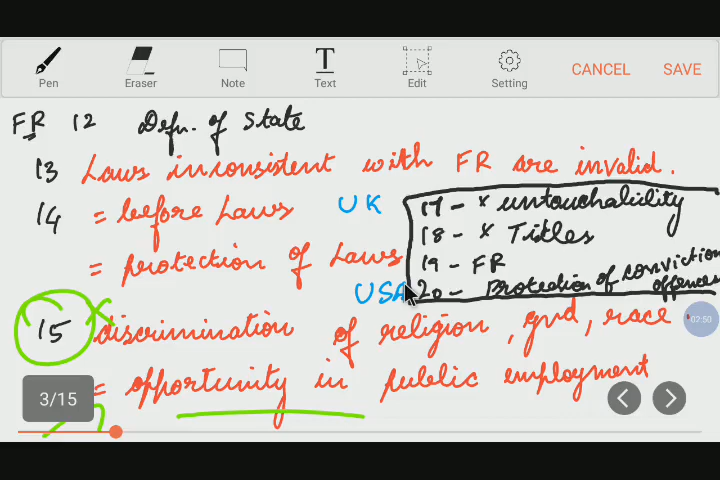 Pen Eraser Note Text Edit Setting CANCEL SAVE
FR 12 Defn. of State
13 Laws inconsistent with FR are invalid.
14 = before Laws UK
= protection of Laws USA
17 - x untouchability
18 - x Titles
19 - FR
20 - Protection of conviction offences
15 x discrimination of religion, gnd, race
02:50
= opportunity in public employment
3/15